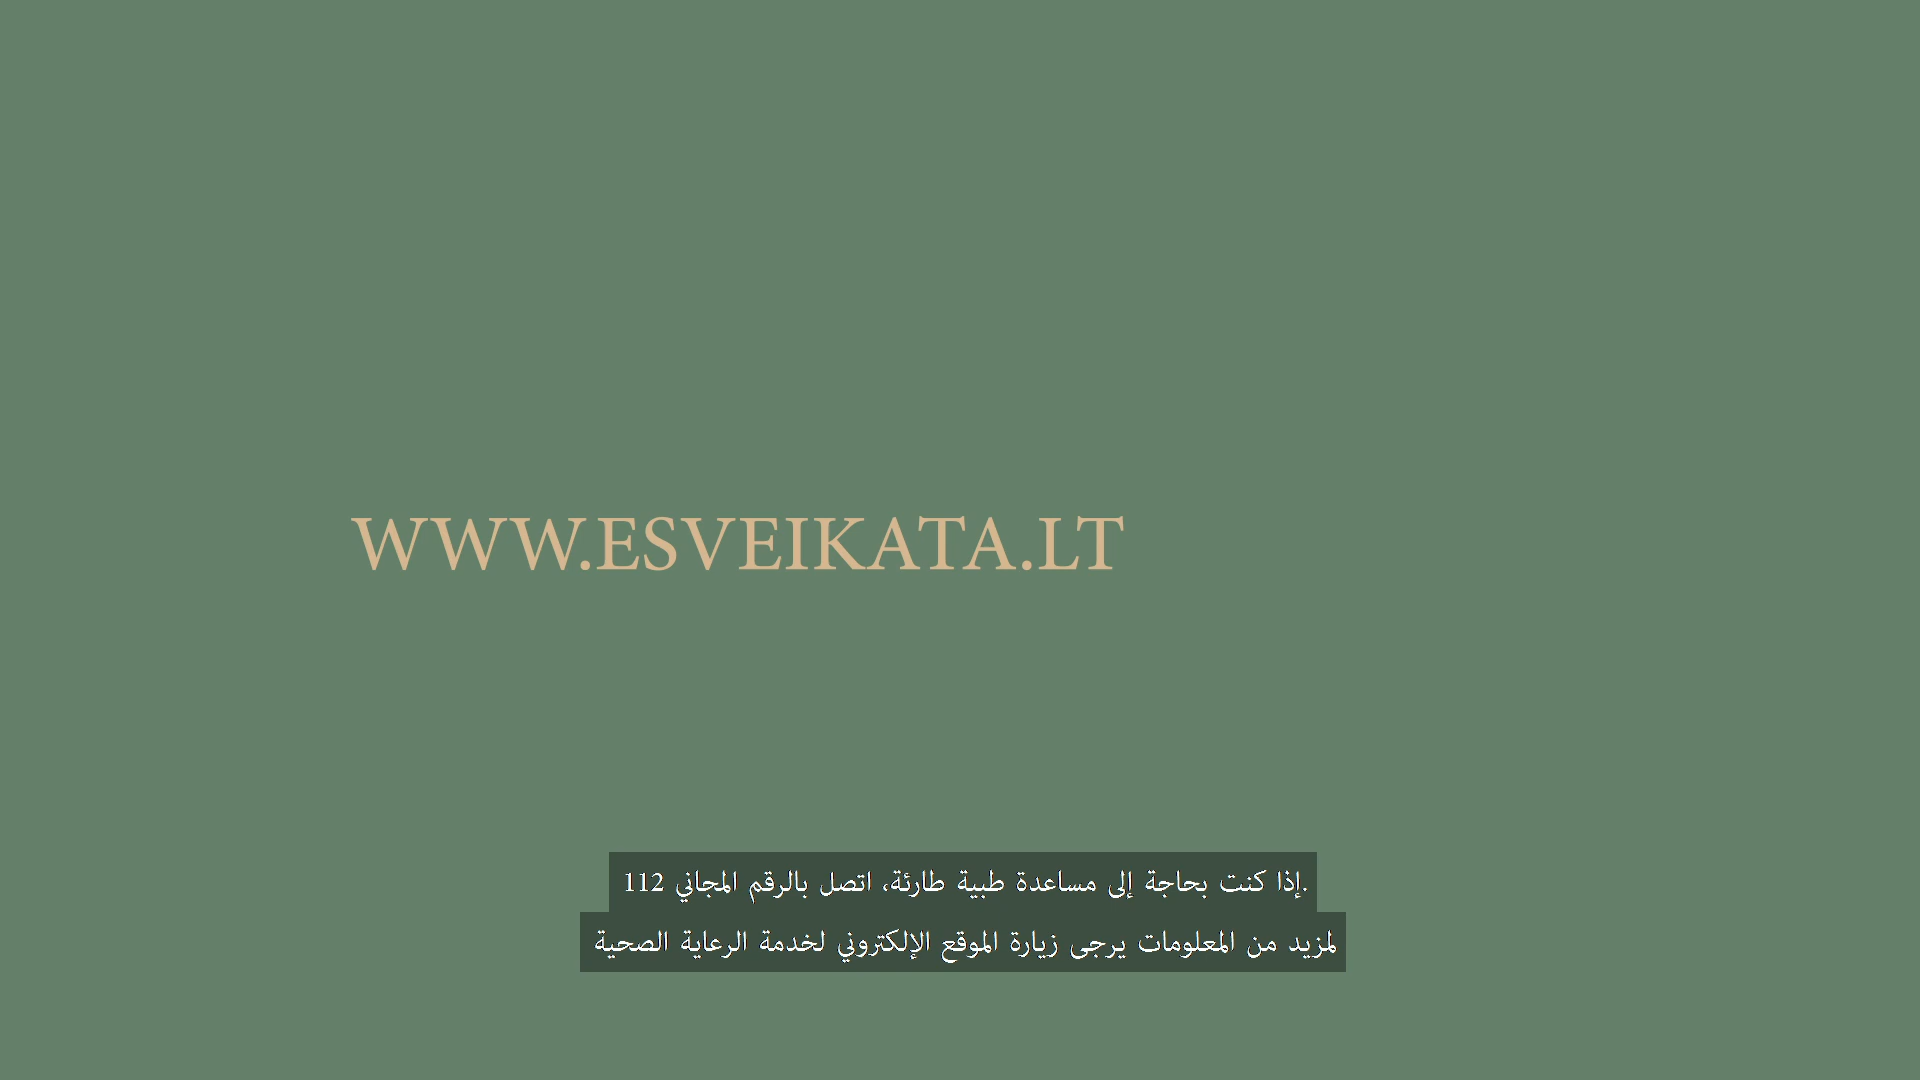 WWW.ESVEIKATA.LT
إذا كنت بحاجة إلى مساعدة طبية طارئة، اتصل بالرقم المجاني 112.
لمزيد من المعلومات يرجى زيارة الموقع الإلكتروني لخدمة الرعاية الصحية